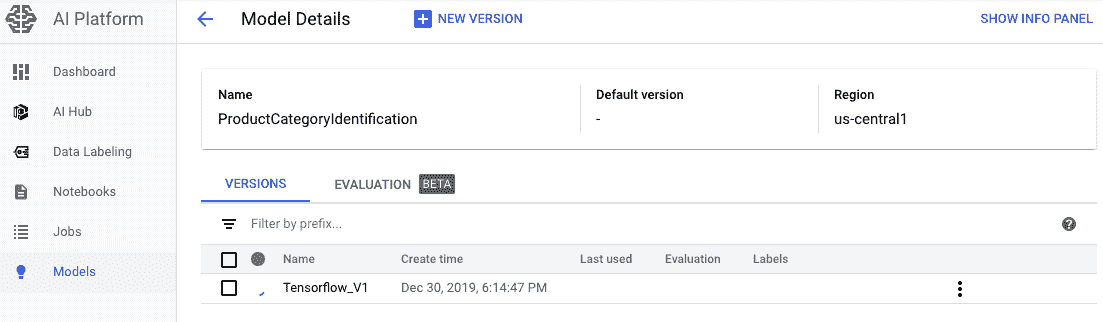 AI Platform
Model Details
NEW VERSION
SHOW INFO PANEL
Dashboard
AI Hub
Data Labeling
Notebooks
Jobs
Models
Name
ProductCategoryIdentification
Default version
-
Region
us-central1
VERSIONS
EVALUATION BETA
Filter by prefix...
Name Create time Last used Evaluation Labels
Tensorflow_V1 Dec 30, 2019, 6:14:47 PM